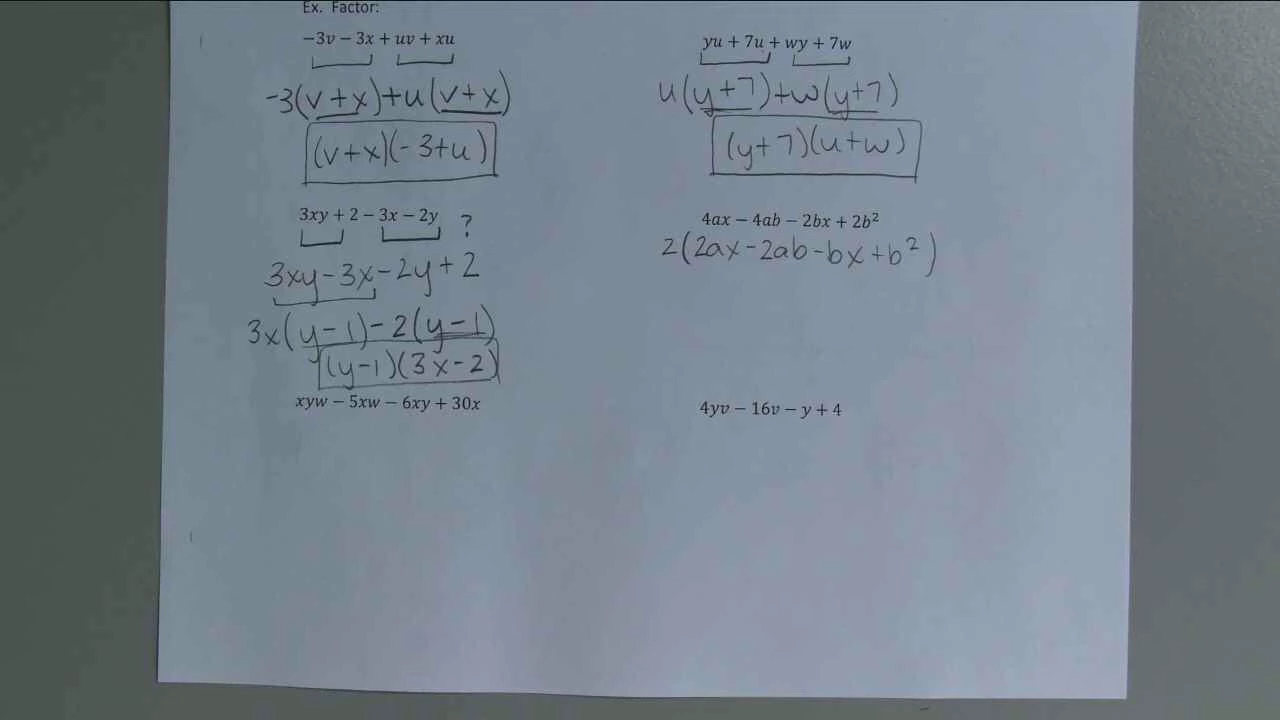 Ex. Factor:
−3v − 3x + uv + xu
-3(v+x)+u(v+x)
(v+x)(-3+u)
3xy + 2 − 3x − 2y ?
3xy-3x-2y+2
3x(y-1)-2(y-1)
(y-1)(3x-2)
xyw − 5xw − 6xy + 30x
yu + 7u + wy + 7w
u(y+7)+w(y+7)
(y+7)(u+w)
4ax − 4ab − 2bx + 2b²
2(2ax-2ab-bx+b²)
4yv − 16v − y + 4